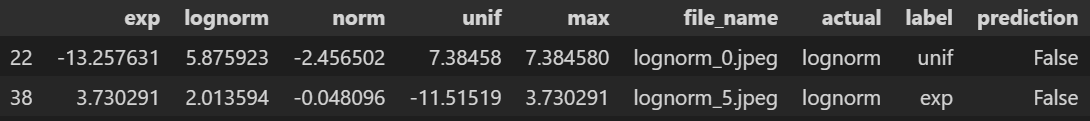 exp lognorm norm unif max file_name actual label prediction
22 -13.257631 5.875923 -2.456502 7.38458 7.384580 lognorm_0.jpeg lognorm unif False
38 3.730291 2.013594 -0.048096 -11.51519 3.730291 lognorm_5.jpeg lognorm exp False